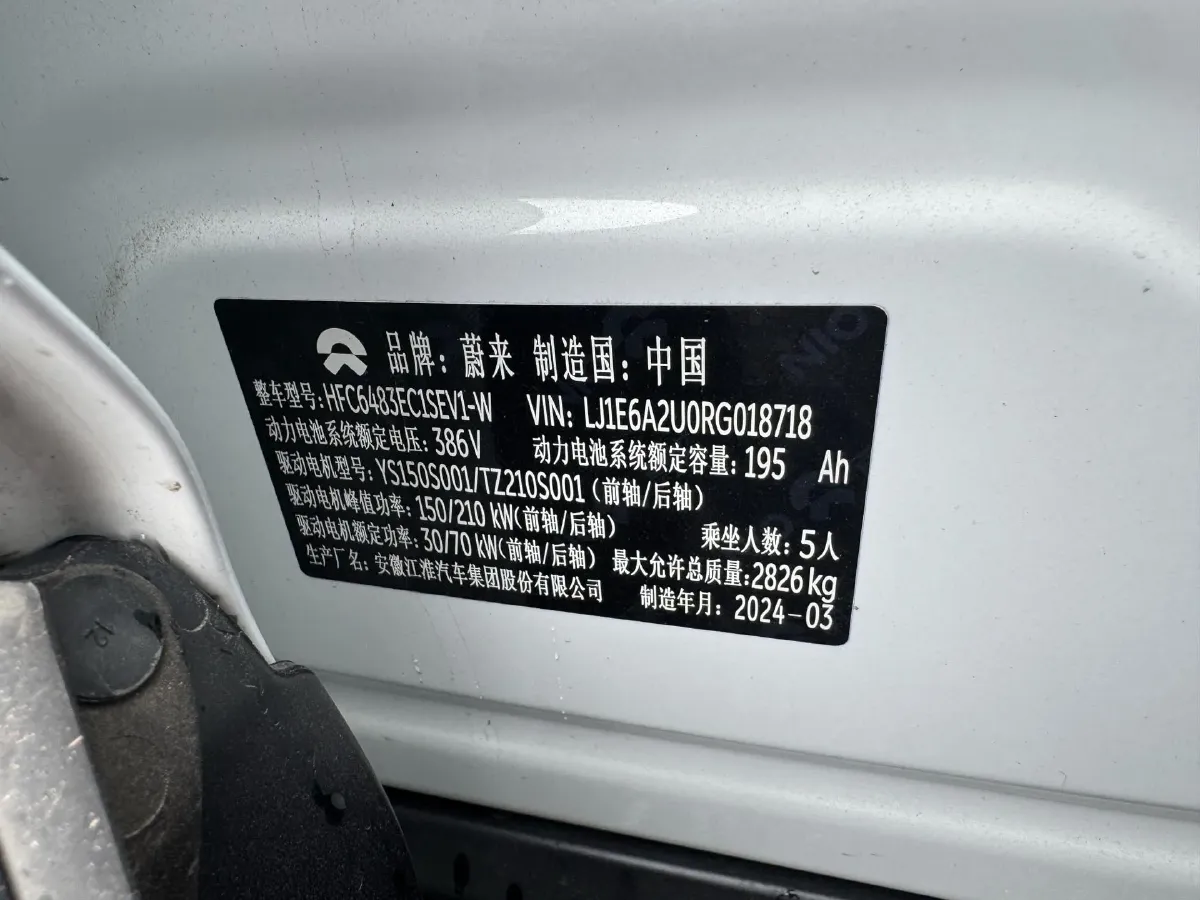 品牌：蔚来 制造国：中国
整车型号：HFC6483EC1SEV1-W VIN：LJ1E6A2U0RG018718
动力电池系统额定电压：386V 动力电池系统额定容量：195 Ah
驱动电机型号：YS150S001/TZ210S001（前轴/后轴）
驱动电机峰值功率：150/210 kW（前轴/后轴） 乘坐人数：5人
驱动电机额定功率：30/70 kW（前轴/后轴） 最大允许总质量：2826kg
生产厂名：安徽江淮汽车集团股份有限公司 制造年月：2024-03
NIO
12